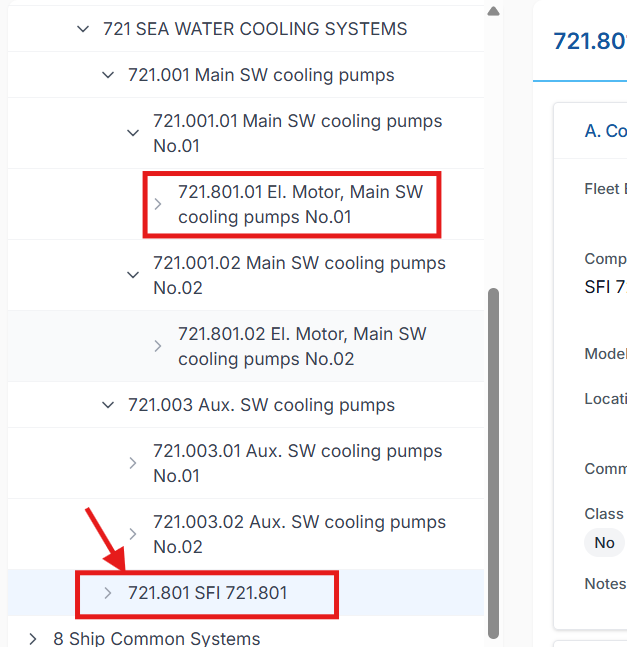 721 SEA WATER COOLING SYSTEMS
721.001 Main SW cooling pumps
721.001.01 Main SW cooling pumps
No.01
721.801.01 El. Motor, Main SW
cooling pumps No.01
721.001.02 Main SW cooling pumps
No.02
721.801.02 El. Motor, Main SW
cooling pumps No.02
721.003 Aux. SW cooling pumps
721.003.01 Aux. SW cooling pumps
No.01
721.003.02 Aux. SW cooling pumps
No.02
721.801 SFI 721.801
8 Ship Common Systems
721.80
A. Co
Fleet
Comp
SFI 7
Model
Locati
Comm
Class
No
Notes